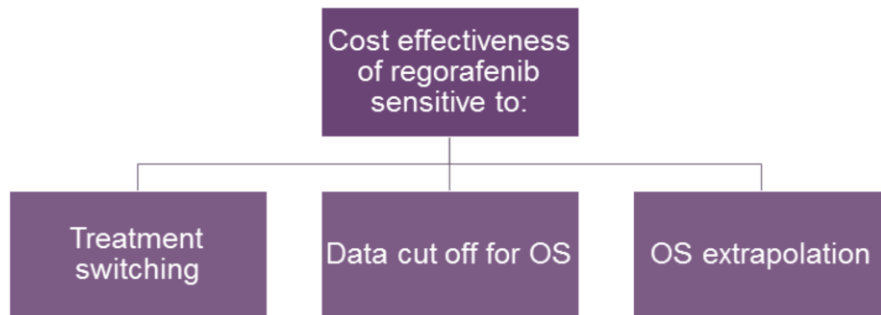 Cost effectiveness
of regorafenib
sensitive to:
Treatment
switching
Data cut off for OS
OS extrapolation